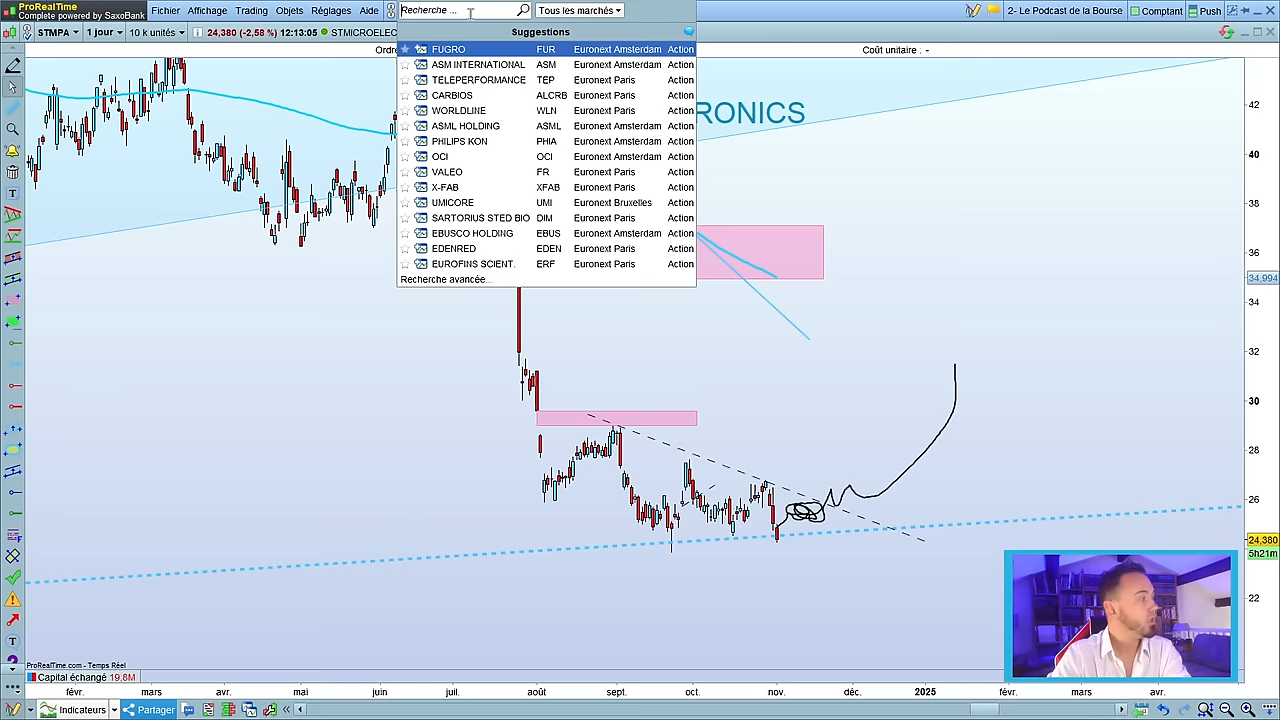 ProRealTime
Complete powered by SaxoBank
Fichier Affichage Trading Objets Réglages Aide
Recherche ...
Tous les marchés
2- Le Podcast de la Bourse
Comptant
Push
STMPA
1 jour
10 k unités
24,380 (-2,58 %) 12:13:05
STMICROELEC
Ordre
Coût unitaire : -
Suggestions
FUGRO FUR Euronext Amsterdam Action
ASM INTERNATIONAL ASM Euronext Amsterdam Action
TELEPERFORMANCE TEP Euronext Paris Action
CARBIOS ALCRB Euronext Paris Action
WORLDLINE WLN Euronext Paris Action
ASML HOLDING ASML Euronext Amsterdam Action
PHILIPS KON PHIA Euronext Amsterdam Action
OCI OCI Euronext Amsterdam Action
VALEO FR Euronext Paris Action
X-FAB XFAB Euronext Paris Action
UMICORE UMI Euronext Bruxelles Action
SARTORIUS STED BIO DIM Euronext Paris Action
EBUSCO HOLDING EBUS Euronext Amsterdam Action
EDENRED EDEN Euronext Paris Action
EUROFINS SCIENT. ERF Euronext Paris Action
Recherche avancée...
RONICS
42
40
38
36
34,994
34
32
30
28
26
24,380
5h21m
22
ProRealTime.com - Temps Réel
Capital échangé 19,8M
févr. mars avr. mai juin juil. août sept. oct. nov. déc. 2025 févr. mars avr.
Indicateurs
Partager